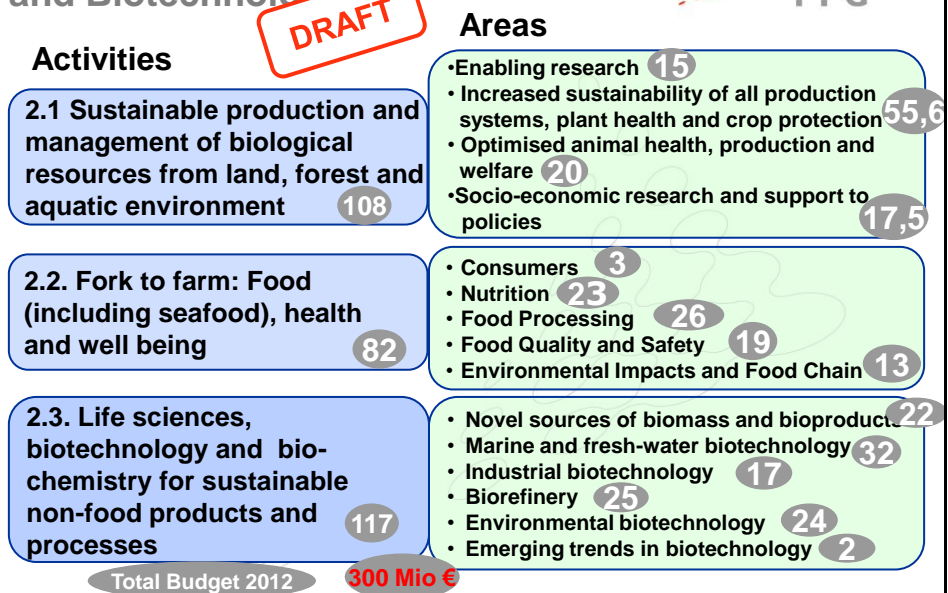 and Biotechnolo
DRAFT
PPG
Activities
Areas
2.1 Sustainable production and
management of biological
resources from land, forest and
aquatic environment 108
•Enabling research 15
• Increased sustainability of all production
systems, plant health and crop protection 55,6
• Optimised animal health, production and
welfare 20
•Socio-economic research and support to
policies 17,5
2.2. Fork to farm: Food
(including seafood), health
and well being 82
• Consumers 3
• Nutrition 23
• Food Processing 26
• Food Quality and Safety 19
• Environmental Impacts and Food Chain 13
2.3. Life sciences,
biotechnology and bio-
chemistry for sustainable
non-food products and
processes 117
• Novel sources of biomass and bioproducts 22
• Marine and fresh-water biotechnology 32
• Industrial biotechnology 17
• Biorefinery 25
• Environmental biotechnology 24
• Emerging trends in biotechnology 2
Total Budget 2012 300 Mio €